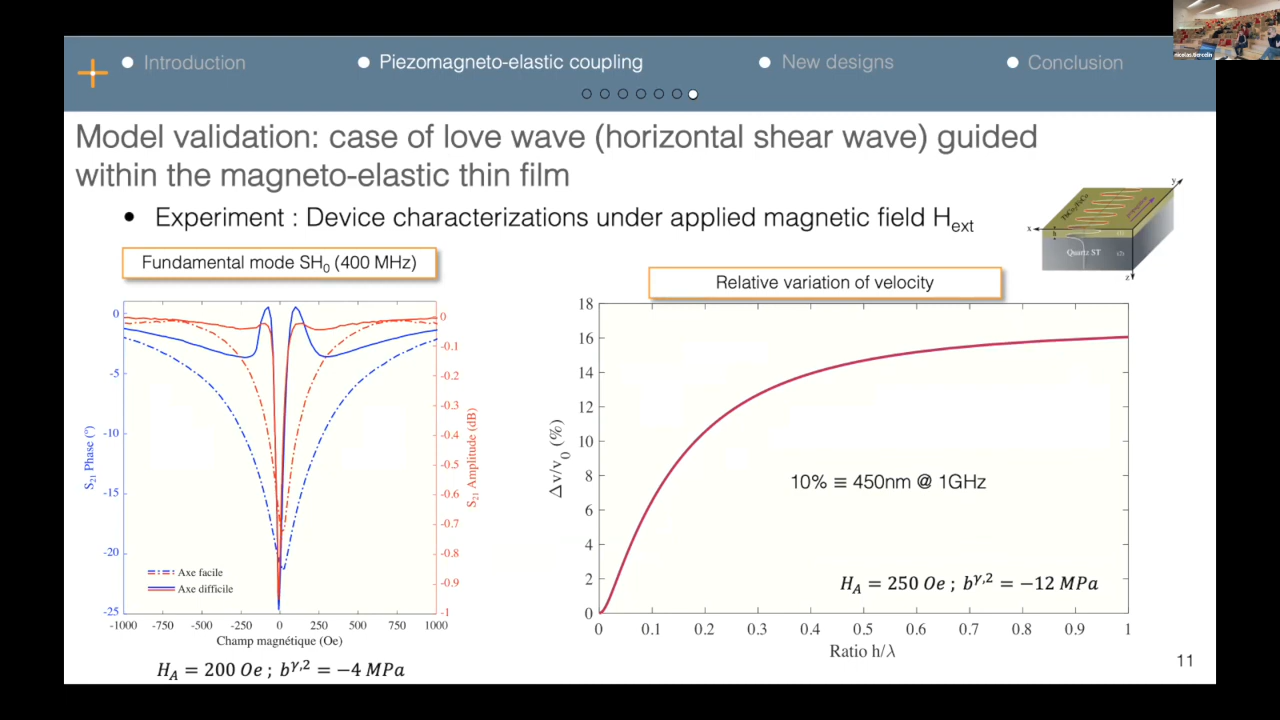 nicolas.tiercelin
Introduction
Piezomagneto-elastic coupling
New designs
Conclusion
Model validation: case of love wave (horizontal shear wave) guided
within the magneto-elastic thin film
• Experiment : Device characterizations under applied magnetic field Hext
Fundamental mode SH0 (400 MHz)
0
-5
-10
-15
-20
-25
S21 Phase (°)
0
-0.1
-0.2
-0.3
-0.4
-0.5
-0.6
-0.7
-0.8
-0.9
-1
S21 Amplitude (dB)
Axe facile
Axe difficile
-1000 -750 -500 -250 0 250 500 750 1000
Champ magnétique (Oe)
HA = 200 Oe ; bγ,2 = −4 MPa
y
x
h
z
Quartz ST
Relative variation of velocity
18
16
14
12
10
8
6
4
2
0
Δv/v0 (%)
10% ≡ 450nm @ 1GHz
HA = 250 Oe ; bγ,2 = −12 MPa
0 0.1 0.2 0.3 0.4 0.5 0.6 0.7 0.8 0.9 1
Ratio h/λ
11